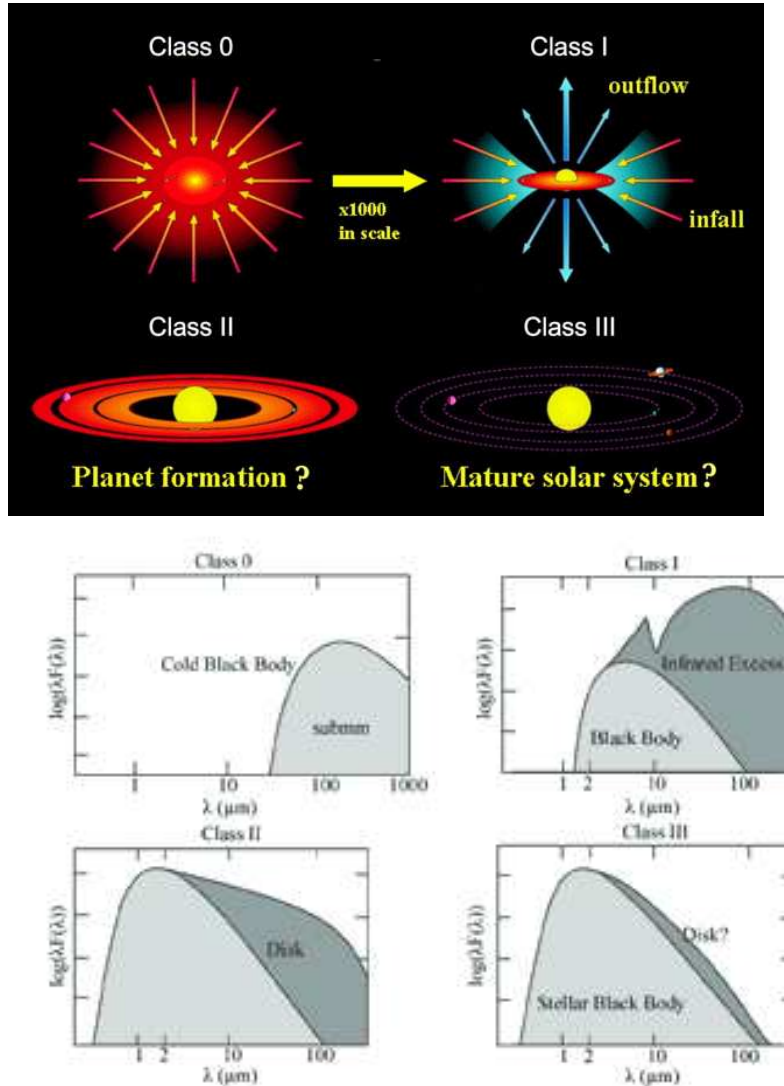 Class 0
Class I
outflow
x1000
in scale
infall
Class II
Class III
Planet formation ?
Mature solar system ?
Class 0
log(λF(λ))
Cold Black Body
submm
1 10 100 1000
λ (μm)
Class I
log(λF(λ))
Infrared Excess
Black Body
1 2 10 100
λ (μm)
Class II
log(λF(λ))
Disk
1 2 10 100
λ (μm)
Class III
log(λF(λ))
Disk?
Stellar Black Body
1 2 10 100
λ (μm)